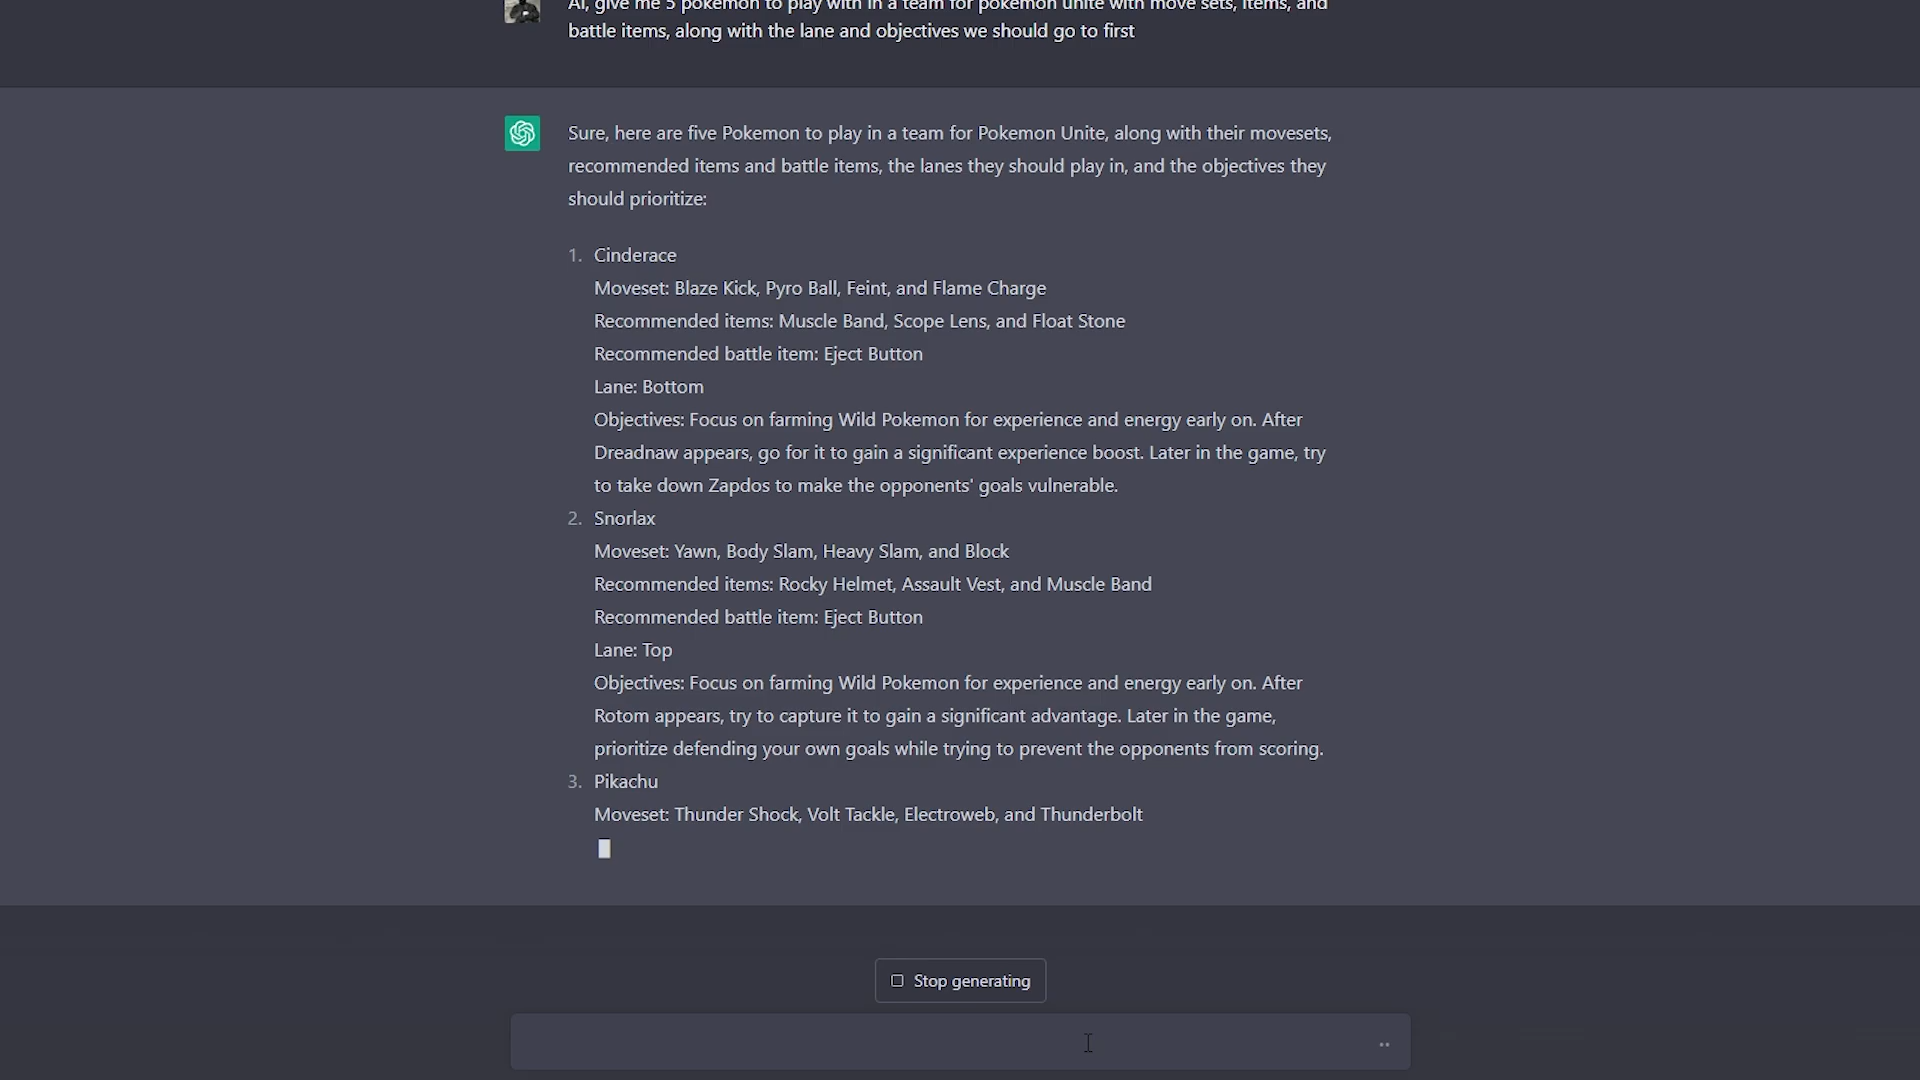 AI, give me 5 pokemon to play with in a team for pokemon unite with move sets, items, and
battle items, along with the lane and objectives we should go to first
Sure, here are five Pokemon to play in a team for Pokemon Unite, along with their movesets,
recommended items and battle items, the lanes they should play in, and the objectives they
should prioritize:
1. Cinderace
Moveset: Blaze Kick, Pyro Ball, Feint, and Flame Charge
Recommended items: Muscle Band, Scope Lens, and Float Stone
Recommended battle item: Eject Button
Lane: Bottom
Objectives: Focus on farming Wild Pokemon for experience and energy early on. After
Dreadnaw appears, go for it to gain a significant experience boost. Later in the game, try
to take down Zapdos to make the opponents' goals vulnerable.
2. Snorlax
Moveset: Yawn, Body Slam, Heavy Slam, and Block
Recommended items: Rocky Helmet, Assault Vest, and Muscle Band
Recommended battle item: Eject Button
Lane: Top
Objectives: Focus on farming Wild Pokemon for experience and energy early on. After
Rotom appears, try to capture it to gain a significant advantage. Later in the game,
prioritize defending your own goals while trying to prevent the opponents from scoring.
3. Pikachu
Moveset: Thunder Shock, Volt Tackle, Electroweb, and Thunderbolt
Stop generating